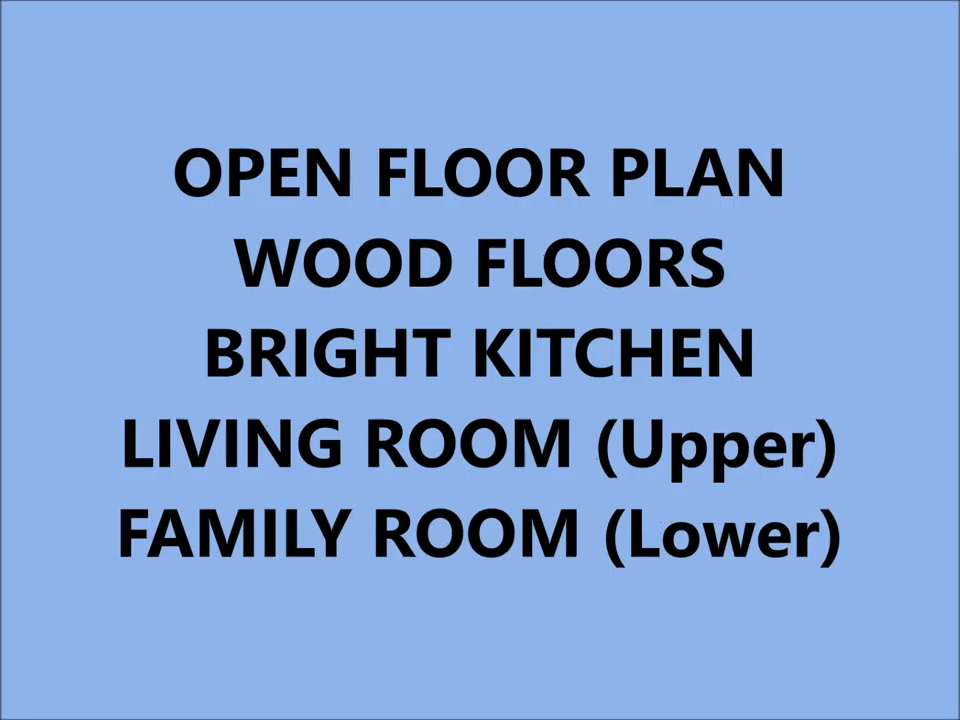 OPEN FLOOR PLAN
WOOD FLOORS
BRIGHT KITCHEN
LIVING ROOM (Upper)
FAMILY ROOM (Lower)